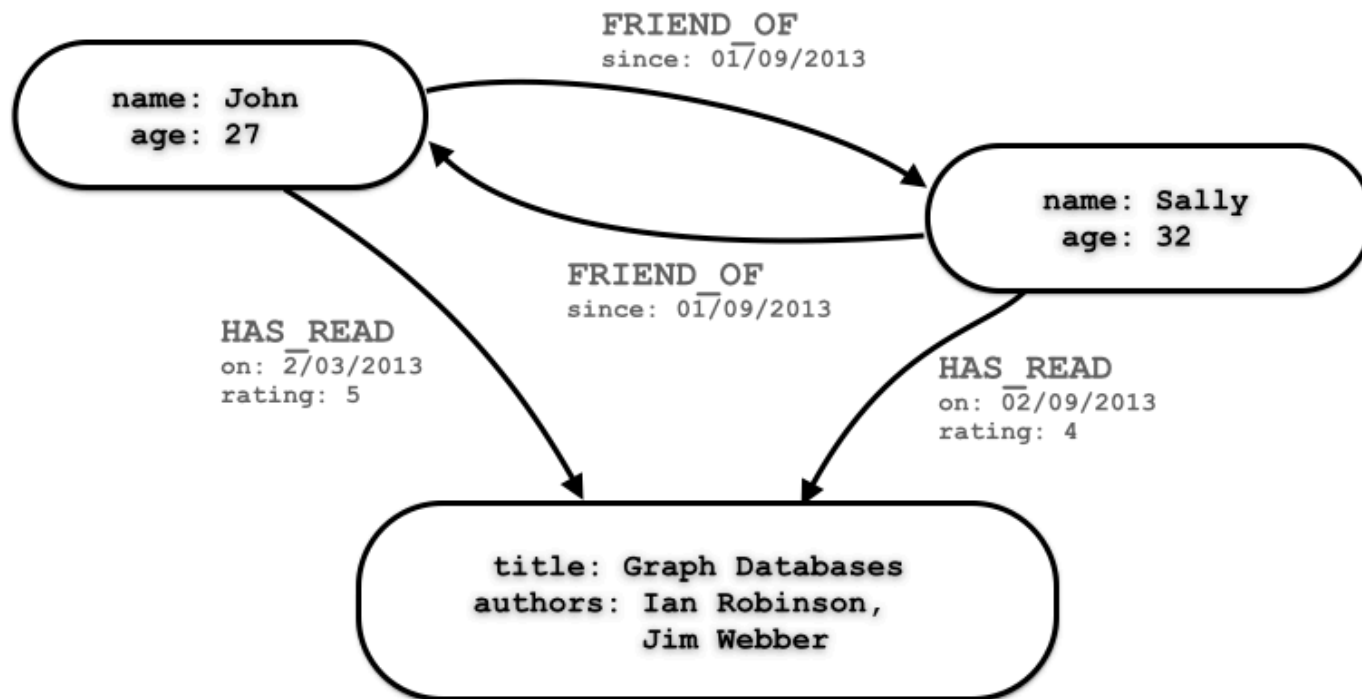 FRIEND_OF
since: 01/09/2013
name: John
age: 27
name: Sally
age: 32
FRIEND_OF
since: 01/09/2013
HAS_READ
on: 2/03/2013
rating: 5
HAS_READ
on: 02/09/2013
rating: 4
title: Graph Databases
authors: Ian Robinson,
Jim Webber